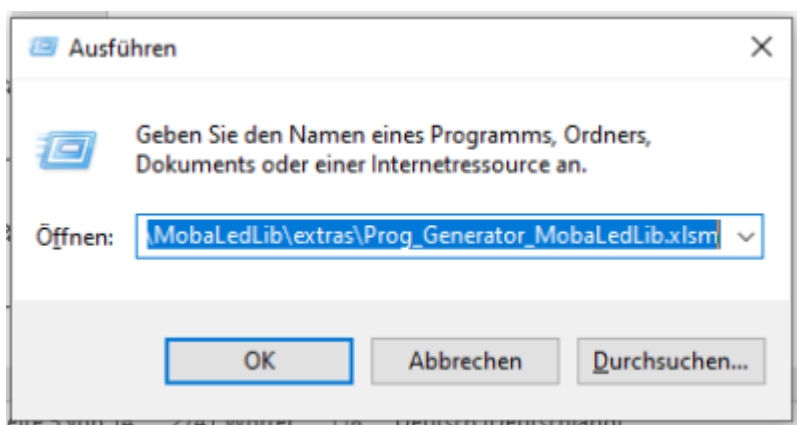 Ausführen
Geben Sie den Namen eines Programms, Ordners,
Dokuments oder einer Internetressource an.
Öffnen: \MobaLedLib\extras\Prog_Generator_MobaLedLib.xlsm
OK Abbrechen Durchsuchen...